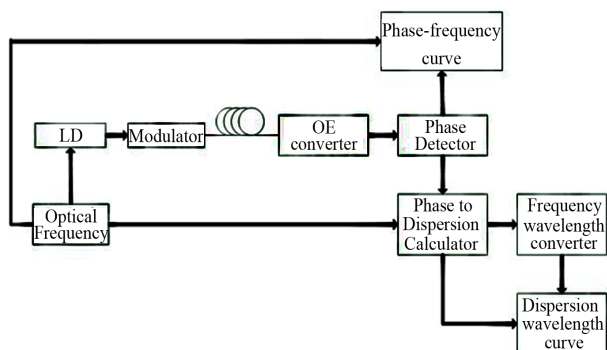 Phase-frequency
curve
LD
Modulator
OE
converter
Phase
Detector
Optical
Frequency
Phase to
Dispersion
Calculator
Frequency
wavelength
converter
Dispersion
wavelength
curve